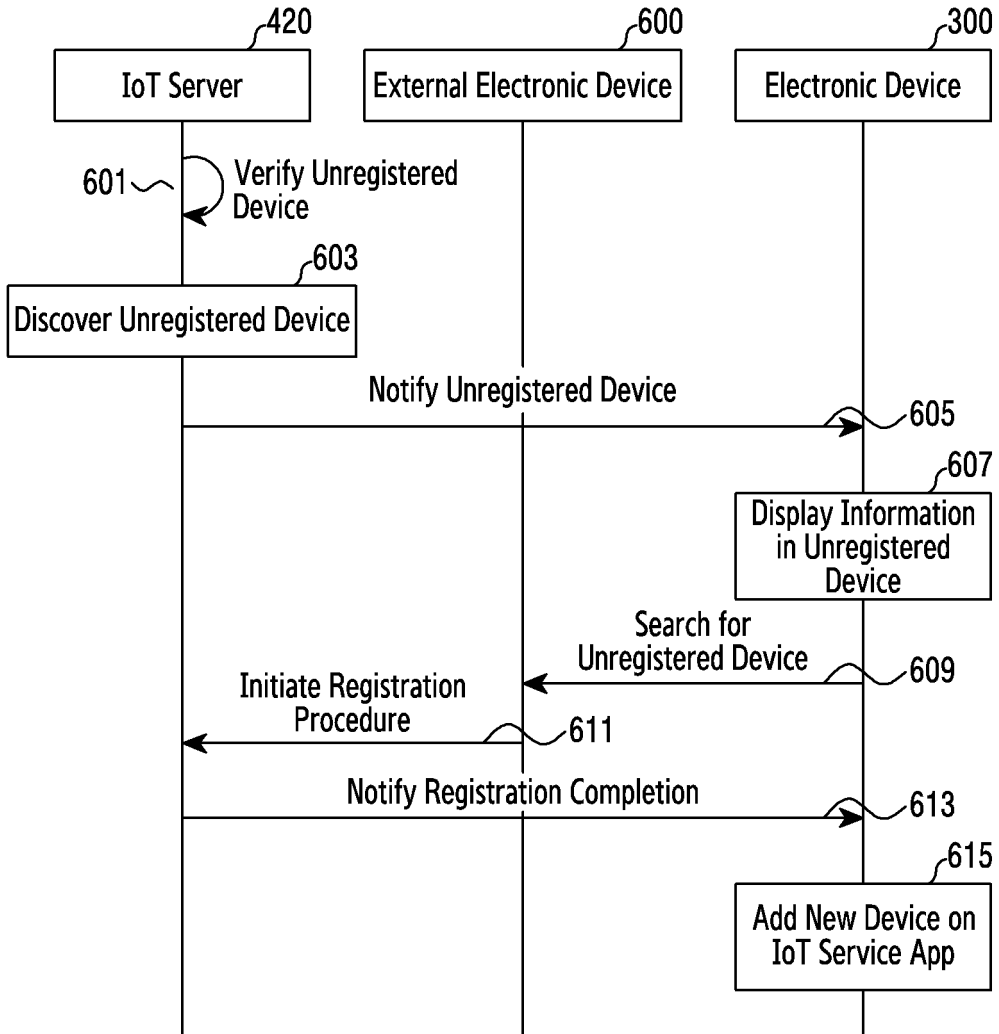 420
600
300
IoT Server
External Electronic Device
Electronic Device
601
Verify Unregistered
Device
603
Discover Unregistered Device
Notify Unregistered Device
605
607
Display Information
in Unregistered
Device
Search for
Unregistered Device
609
Initiate Registration
Procedure
611
Notify Registration Completion
613
615
Add New Device on
IoT Service App